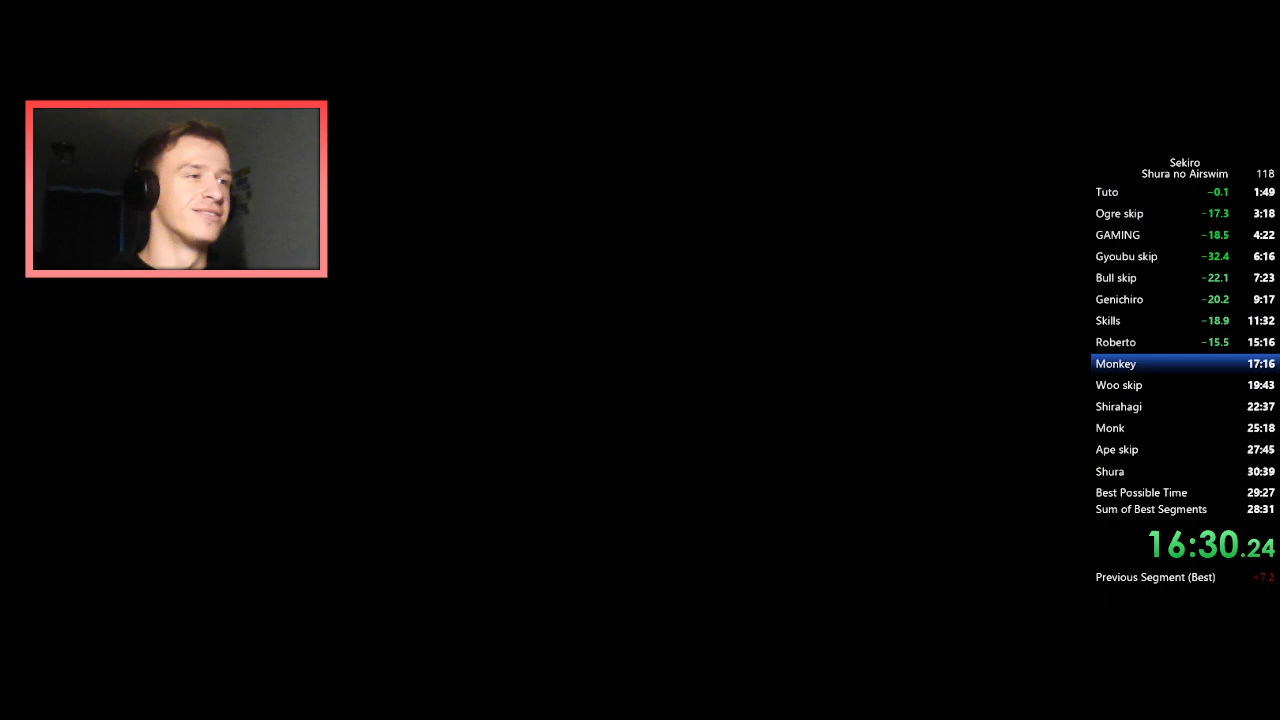 Sekiro
Shura no Airswim 118
Tuto −0.1 1:49
Ogre skip −17.3 3:18
GAMING −18.5 4:22
Gyoubu skip −32.4 6:16
Bull skip −22.1 7:23
Genichiro −20.2 9:17
Skills −18.9 11:32
Roberto −15.5 15:16
Monkey 17:16
Woo skip 19:43
Shirahagi 22:37
Monk 25:18
Ape skip 27:45
Shura 30:39
Best Possible Time 29:27
Sum of Best Segments 28:31
16:30.24
Previous Segment (Best) +7.2